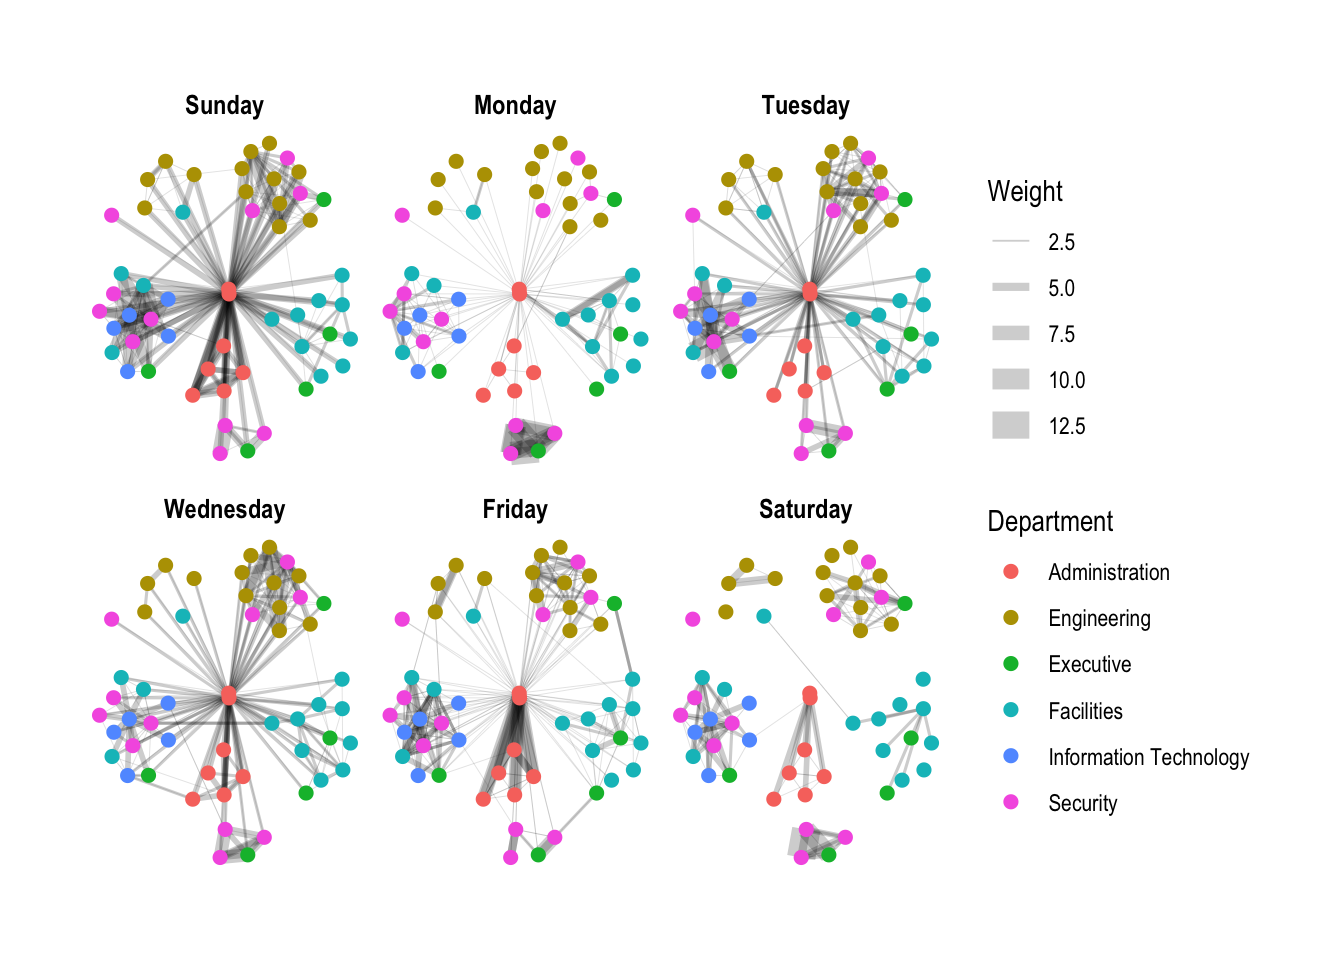 Sunday
Monday
Tuesday
Wednesday
Friday
Saturday
Weight
2.5
5.0
7.5
10.0
12.5
Department
Administration
Engineering
Executive
Facilities
Information Technology
Security